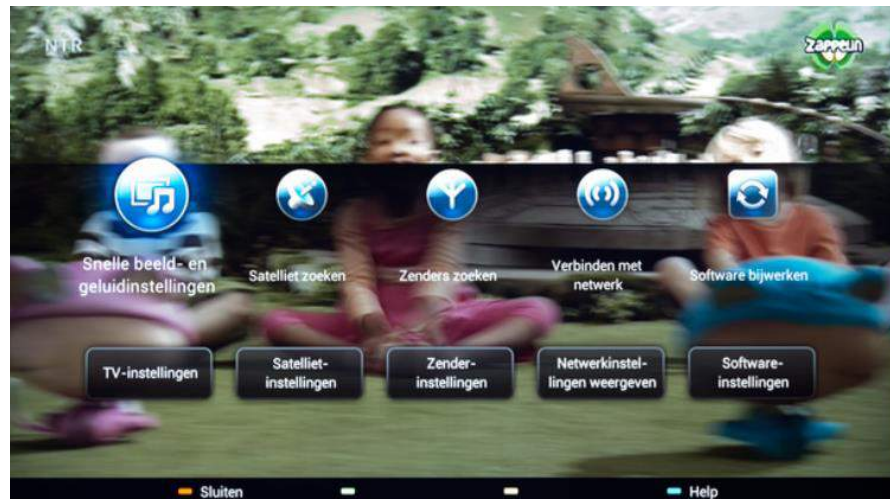 NTR
zappelin
Snelle beeld- en
geluidinstellingen
Satelliet zoeken
Zenders zoeken
Verbinden met
netwerk
Software bijwerken
TV-instellingen
Satelliet-
instellingen
Zender-
instellingen
Netwerkinstel-
lingen weergeven
Software-
instellingen
Sluiten
Help